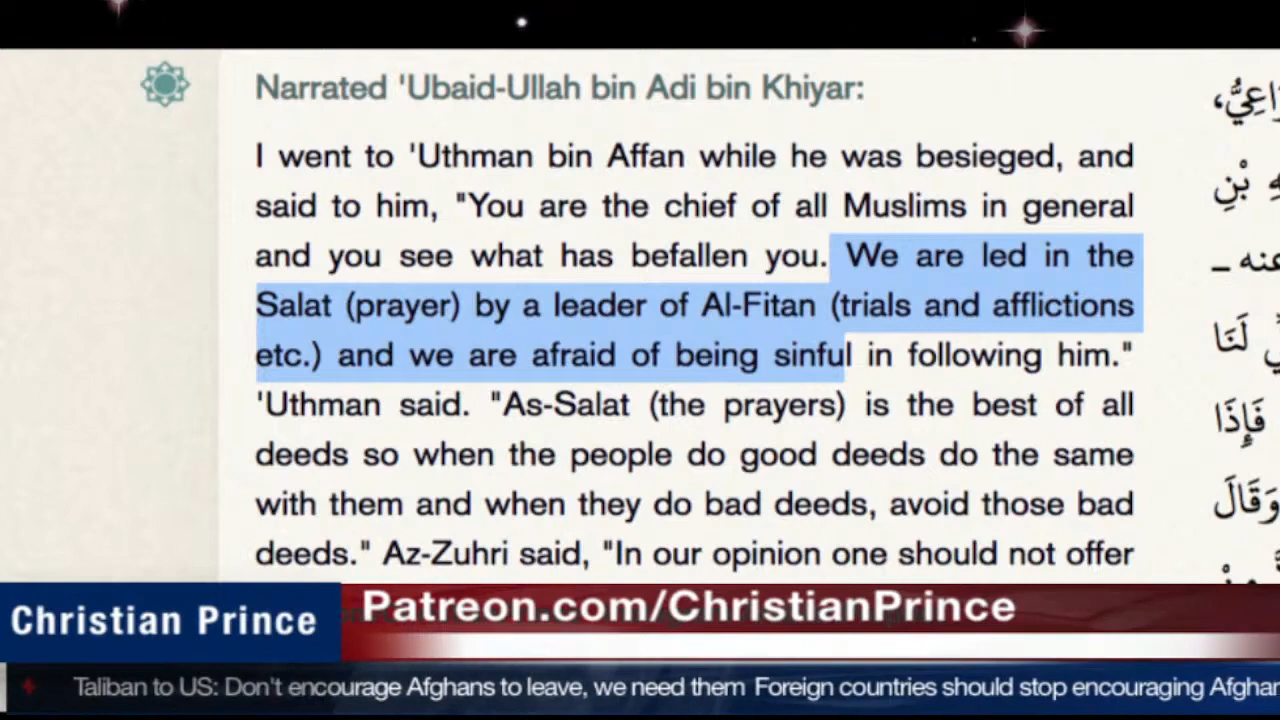 Narrated 'Ubaid-Ullah bin Adi bin Khiyar:
I went to 'Uthman bin Affan while he was besieged, and
said to him, "You are the chief of all Muslims in general
and you see what has befallen you. We are led in the
Salat (prayer) by a leader of Al-Fitan (trials and afflictions
etc.) and we are afraid of being sinful in following him."
'Uthman said. "As-Salat (the prayers) is the best of all
deeds so when the people do good deeds do the same
with them and when they do bad deeds, avoid those bad
deeds." Az-Zuhri said, "In our opinion one should not offer
بْنِ
عنه ـ
لَنَا
فَإِذَا
وَقَالَ
Christian Prince
Patreon.com/ChristianPrince
Taliban to US: Don't encourage Afghans to leave, we need them Foreign countries should stop encouraging Afghan